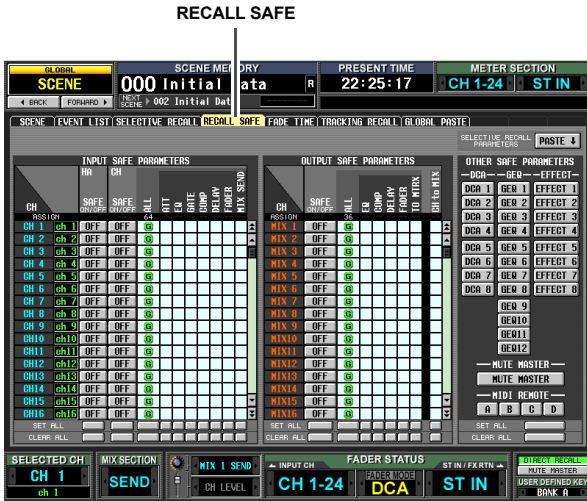 RECALL SAFE
GLOBAL
SCENE
SCENE MEMORY
000 Initial Data
R
PRESENT TIME
22:25:17
METER SECTION
CH 1-24
ST IN
BACK
FORWARD
NEXT SCENE
002 Initial Dat
SCENE
EVENT LIST
SELECTIVE RECALL
RECALL SAFE
FADE TIME
TRACKING RECALL
GLOBAL PASTE
SELECTIVE RECALL PARAMETERS
PASTE
INPUT SAFE PARAMETERS
HA
CH
CH
SAFE ON/OFF
SAFE ON/OFF
ALL
ATT
EQ
GATE
COMP
DELAY
FADER
MIX SEND
ASSIGN
64
CH 1 ch 1 OFF OFF G
CH 2 ch 2 OFF OFF G
CH 3 ch 3 OFF OFF G
CH 4 ch 4 OFF OFF G
CH 5 ch 5 OFF OFF G
CH 6 ch 6 OFF OFF G
CH 7 ch 7 OFF OFF G
CH 8 ch 8 OFF OFF G
CH 9 ch 9 OFF OFF G
CH10 ch10 OFF OFF G
CH11 ch11 OFF OFF G
CH12 ch12 OFF OFF G
CH13 ch13 OFF OFF G
CH14 ch14 OFF OFF G
CH15 ch15 OFF OFF G
CH16 ch16 OFF OFF G
SET ALL
CLEAR ALL
OUTPUT SAFE PARAMETERS
CH
SAFE ON/OFF
ALL
EQ
COMP
DELAY
FADER
TO MTRX
CH to MIX
ASSIGN
36
MIX 1 OFF G
MIX 2 OFF G
MIX 3 OFF G
MIX 4 OFF G
MIX 5 OFF G
MIX 6 OFF G
MIX 7 OFF G
MIX 8 OFF G
MIX 9 OFF G
MIX10 OFF G
MIX11 OFF G
MIX12 OFF G
MIX13 OFF G
MIX14 OFF G
MIX15 OFF G
MIX16 OFF G
SET ALL
CLEAR ALL
OTHER SAFE PARAMETERS
DCA GEQ EFFECT
DCA 1 GEQ 1 EFFECT 1
DCA 2 GEQ 2 EFFECT 2
DCA 3 GEQ 3 EFFECT 3
DCA 4 GEQ 4 EFFECT 4
DCA 5 GEQ 5 EFFECT 5
DCA 6 GEQ 6 EFFECT 6
DCA 7 GEQ 7 EFFECT 7
DCA 8 GEQ 8 EFFECT 8
GEQ 9
GEQ10
GEQ11
GEQ12
MUTE MASTER
MUTE MASTER
MIDI REMOTE
A B C D
SET ALL
CLEAR ALL
SELECTED CH
CH 1
ch 1
MIX SECTION
SEND
MIX 1 SEND
CH LEVEL
INPUT CH
FADER STATUS
ST IN / FX RTN
CH 1-24
FADER MODE
DCA
ST IN
DIRECT RECALL
MUTE MASTER
USER DEFINED KEY
BANK A